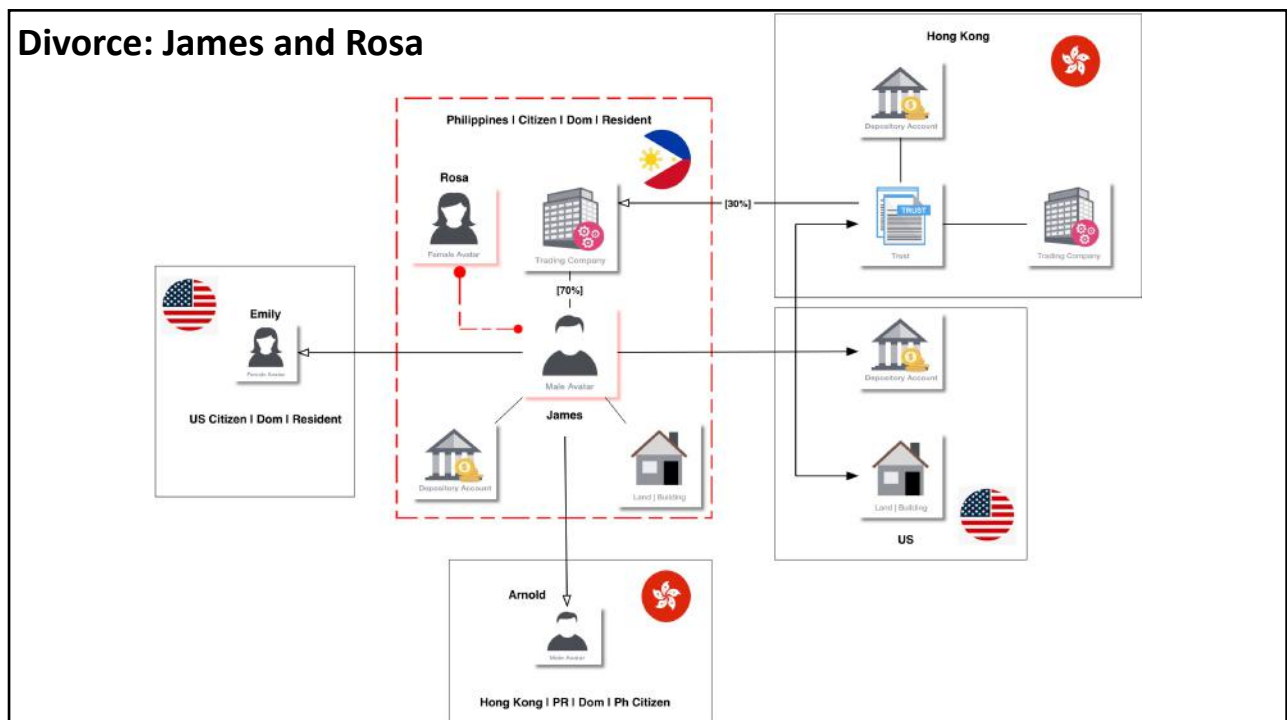 Divorce: James and Rosa
Hong Kong
Depository Account
Philippines I Citizen I Dom I Resident
Rosa
Female Avatar
Trading Company
[30%]
TRUST
Trust
Trading Company
[70%]
Emily
Female Avatar
US Citizen I Dom I Resident
Male Avatar
James
Depository Account
Depository Account
Land | Building
Land | Building
US
Arnold
Male Avatar
Hong Kong I PR I Dom I Ph Citizen